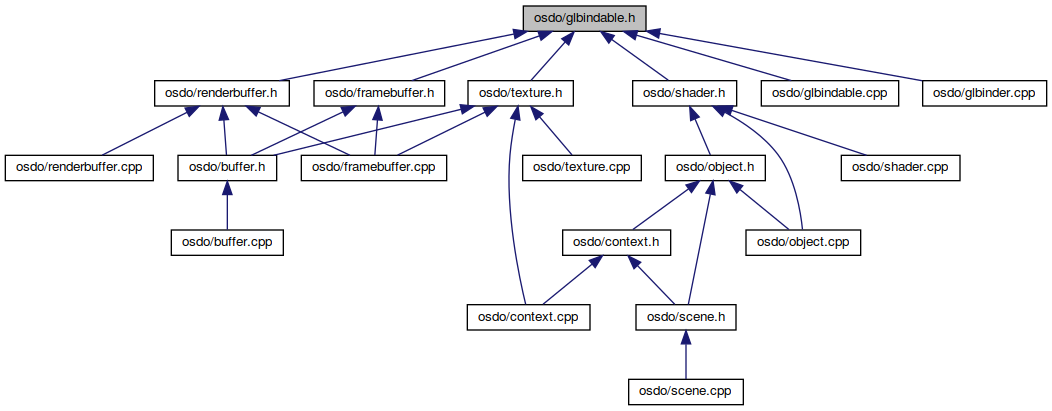 osdo/glbindable.h
osdo/renderbuffer.h
osdo/framebuffer.h
osdo/texture.h
osdo/shader.h
osdo/glbindable.cpp
osdo/glbinder.cpp
osdo/renderbuffer.cpp
osdo/buffer.h
osdo/framebuffer.cpp
osdo/texture.cpp
osdo/object.h
osdo/shader.cpp
osdo/buffer.cpp
osdo/context.h
osdo/object.cpp
osdo/context.cpp
osdo/scene.h
osdo/scene.cpp